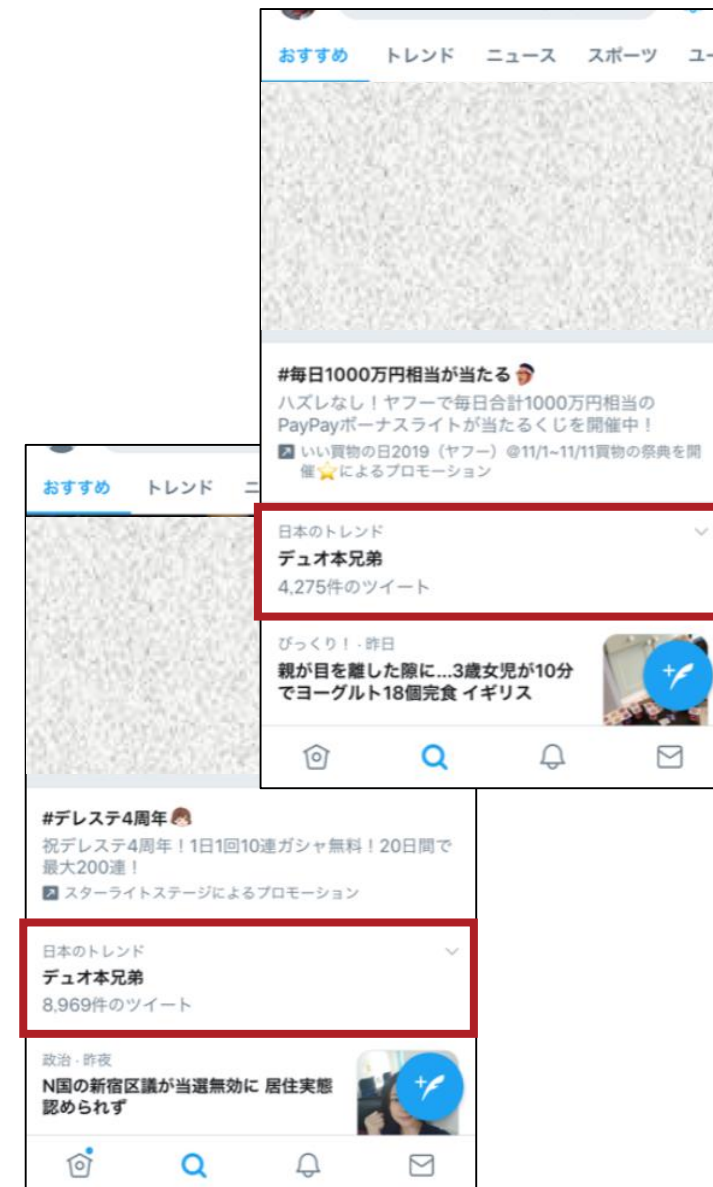 おすすめ トレンド ニュース スポーツ ユー
#毎日1000万円相当が当たる
ハズレなし！ヤフーで毎日合計1000万円相当の
PayPayボーナスライトが当たるくじを開催中！
いい買物の日2019（ヤフー）@11/1~11/11買物の祭典を開
催⭐によるプロモーション
日本のトレンド
デュオ本兄弟
4,275件のツイート
びっくり！・昨日
親が目を離した隙に...3歳女児が10分
でヨーグルト18個完食 イギリス
おすすめ トレンド ニ
#デレステ4周年
祝デレステ4周年！1日1回10連ガシャ無料！20日間で
最大200連！
スターライトステージによるプロモーション
日本のトレンド
デュオ本兄弟
8,969件のツイート
政治・昨夜
N国の新宿区議が当選無効に 居住実態
認められず